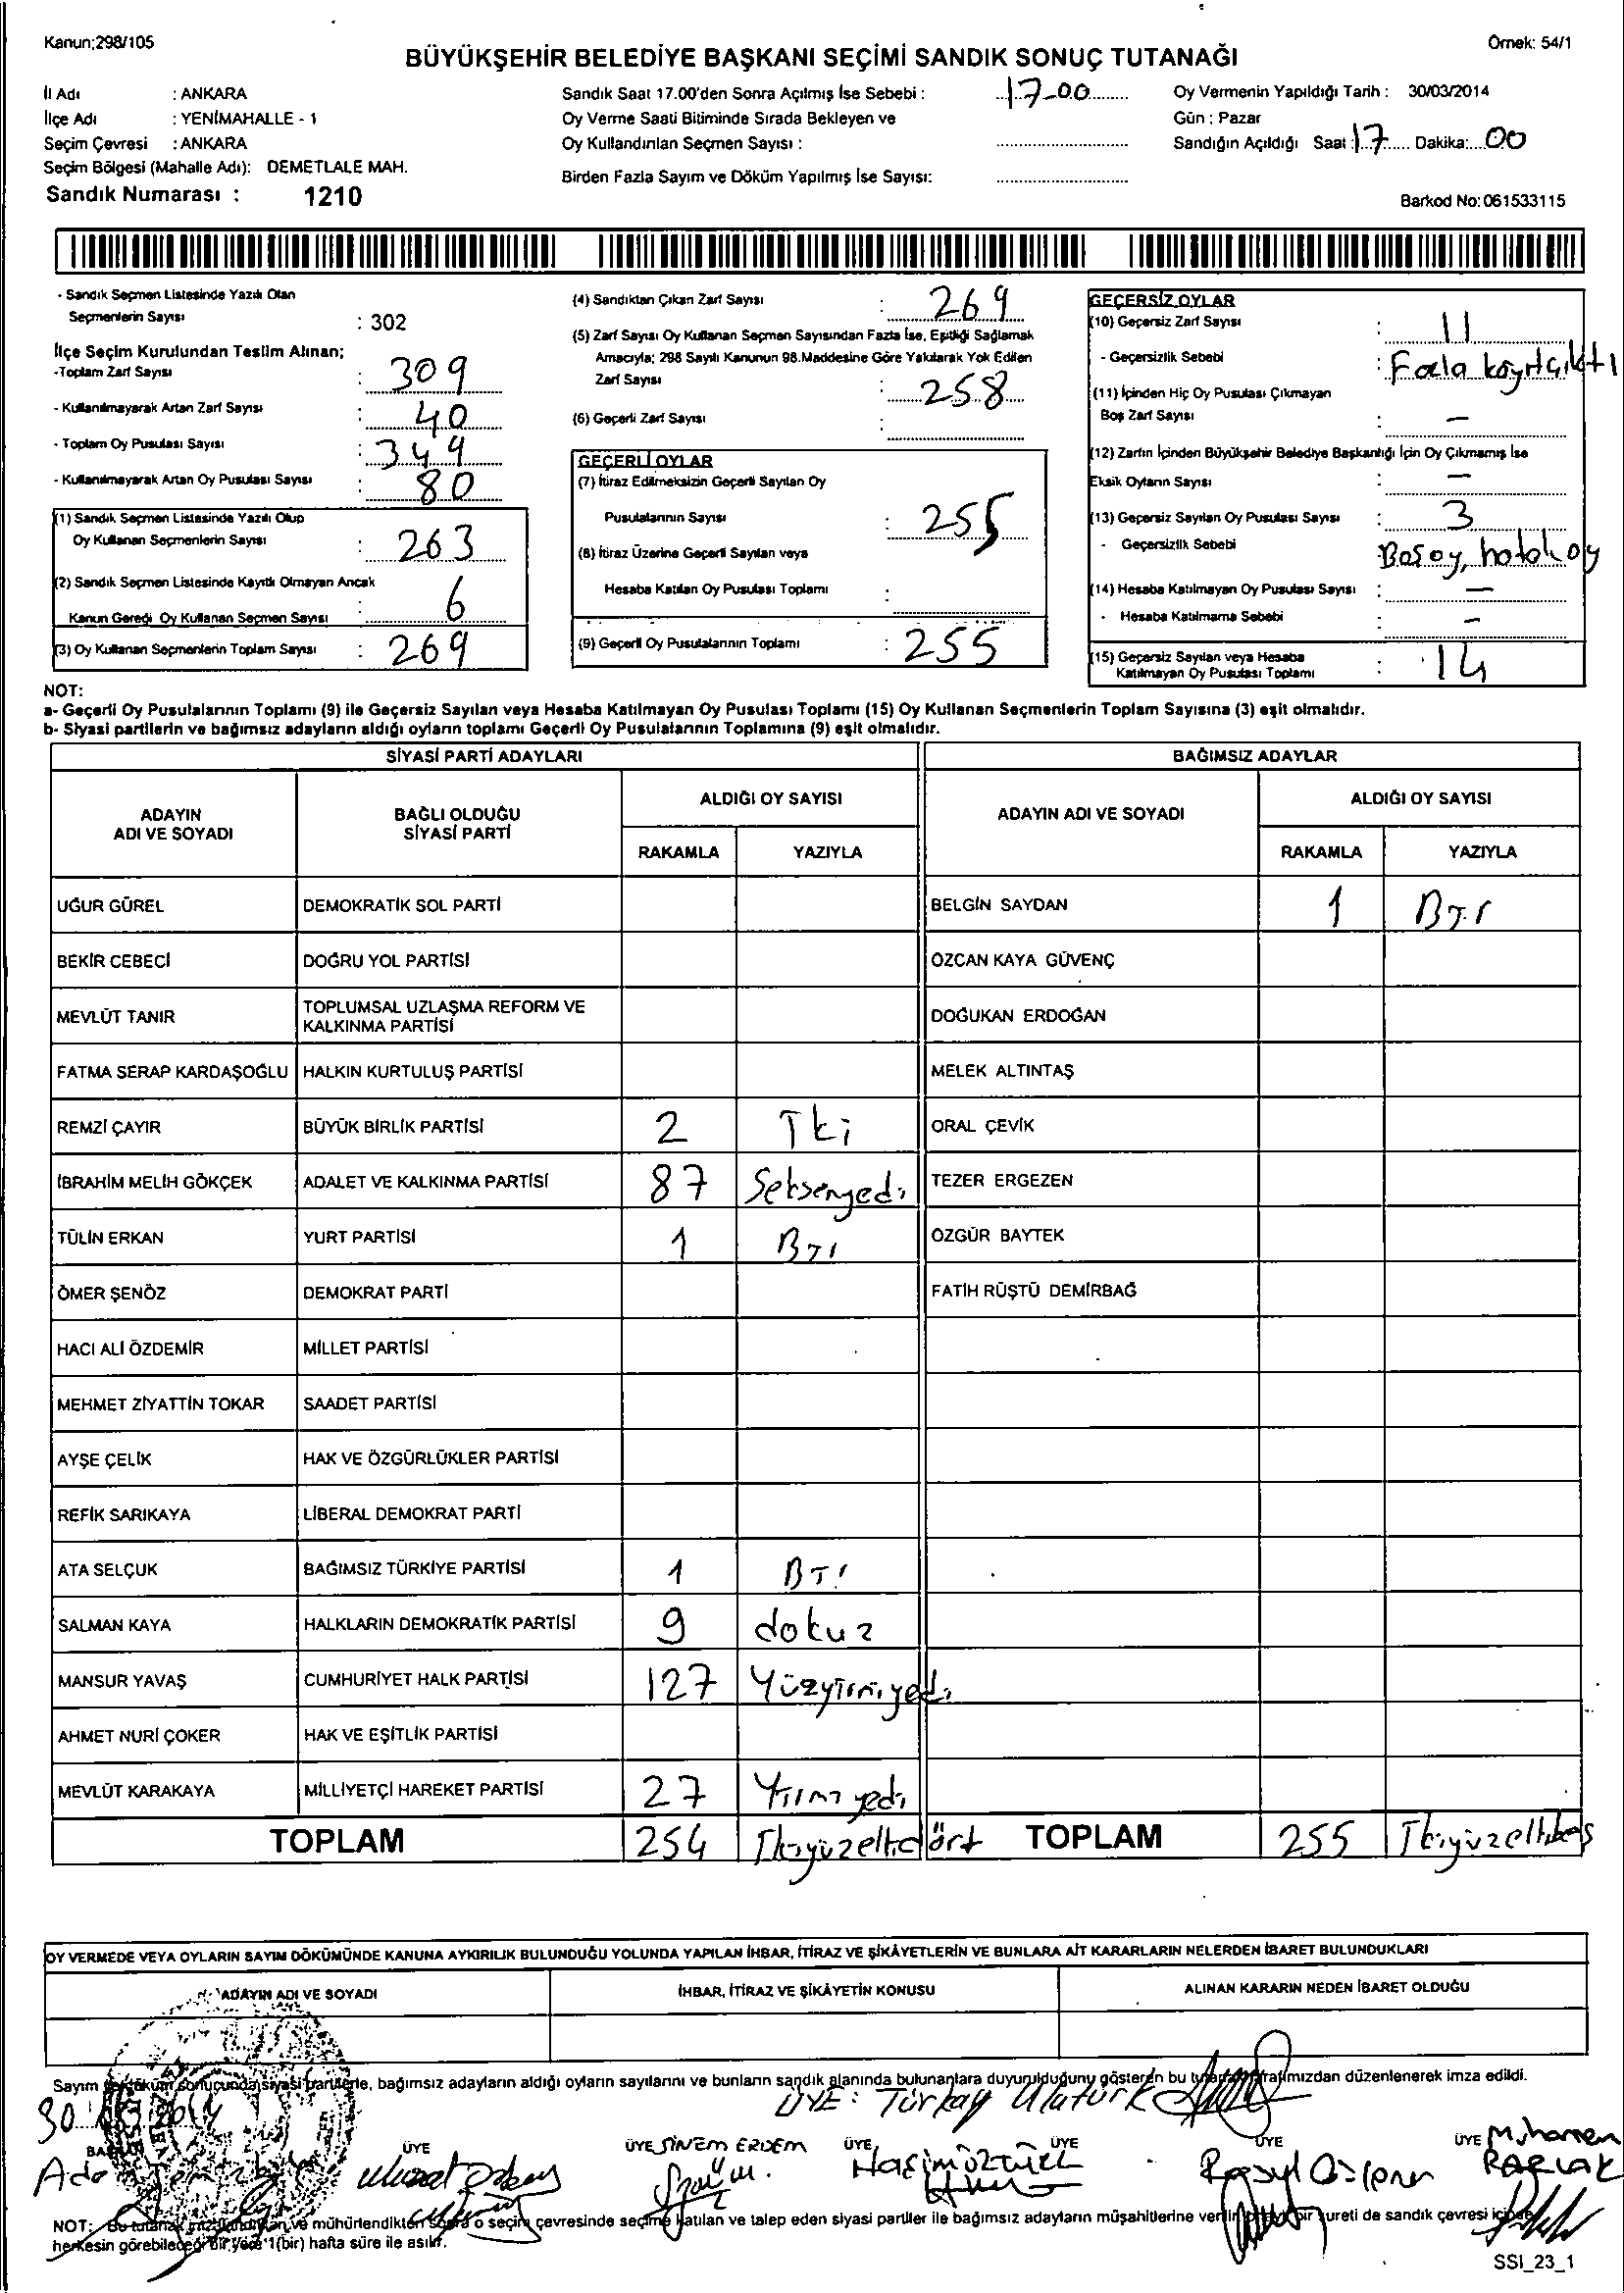 Kanun;298/105
Örnek: 54/1
BÜYÜKŞEHİR BELEDİYE BAŞKANI SEÇİMİ SANDIK SONUÇ TUTANAĞI
İl Adı : ANKARA
İlçe Adı : YENİMAHALLE - 1
Seçim Çevresi : ANKARA
Seçim Bölgesi (Mahalle Adı): DEMETLALE MAH.
Sandık Numarası : 1210
Sandık Saat 17.00'den Sonra Açılmış İse Sebebi : 17-00
Oy Verme Saati Bitiminde Sırada Bekleyen ve
Oy Kullandırılan Seçmen Sayısı :
Birden Fazla Sayım ve Döküm Yapılmış İse Sayısı:
Oy Vermenin Yapıldığı Tarih : 30/03/2014
Gün : Pazar
Sandığın Açıldığı Saat : 17 Dakika: 00
Barkod No: 061533115
- Sandık Seçmen Listesinde Yazılı Olan
Seçmenlerin Sayısı : 302
İlçe Seçim Kurulundan Teslim Alınan;
-Toplam Zarf Sayısı : 309
- Kullanılmayarak Artan Zarf Sayısı : 40
- Toplam Oy Pusulası Sayısı : 349
- Kullanılmayarak Artan Oy Pusulası Sayısı : 80
(1) Sandık Seçmen Listesinde Yazılı Olup
Oy Kullanan Seçmenlerin Sayısı : 263
(2) Sandık Seçmen Listesinde Kayıtlı Olmayan Ancak
Kanun Gereği Oy Kullanan Seçmen Sayısı : 6
(3) Oy Kullanan Seçmenlerin Toplam Sayısı : 269
(4) Sandıktan Çıkan Zarf Sayısı : 269
(5) Zarf Sayısı Oy Kullanan Seçmen Sayısından Fazla İse, Eşitliği Sağlamak
Amacıyla; 298 Sayılı Kanunun 98.Maddesine Göre Yakılarak Yok Edilen
Zarf Sayısı : 258
(6) Geçerli Zarf Sayısı :
GEÇERLİ OYLAR
(7) İtiraz Edilmeksizin Geçerli Sayılan Oy
Pusulalarının Sayısı : 255
(8) İtiraz Üzerine Geçerli Sayılan veya
Hesaba Katılan Oy Pusulası Toplamı :
(9) Geçerli Oy Pusulalarının Toplamı : 255
GEÇERSİZ OYLAR
(10) Geçersiz Zarf Sayısı : 11
- Geçersizlik Sebebi : Fazla kayıt çıktı
(11) İçinden Hiç Oy Pusulası Çıkmayan
Boş Zarf Sayısı : –
(12) Zarfın İçinden Büyükşehir Belediye Başkanlığı İçin Oy Çıkmamış İse
Eksik Oyların Sayısı : –
(13) Geçersiz Sayılan Oy Pusulası Sayısı : 3
- Geçersizlik Sebebi : Boş oy, hatalı oy
(14) Hesaba Katılmayan Oy Pusulası Sayısı : –
- Hesaba Katılmama Sebebi : –
(15) Geçersiz Sayılan veya Hesaba
Katılmayan Oy Pusulası Toplamı : 14
NOT:
a- Geçerli Oy Pusulalarının Toplamı (9) ile Geçersiz Sayılan veya Hesaba Katılmayan Oy Pusulası Toplamı (15) Oy Kullanan Seçmenlerin Toplam Sayısına (3) eşit olmalıdır.
b- Siyasi partilerin ve bağımsız adayların aldığı oyların toplamı Geçerli Oy Pusulalarının Toplamına (9) eşit olmalıdır.
SİYASİ PARTİ ADAYLARI BAĞIMSIZ ADAYLAR
ADAYIN ADI VE SOYADI BAĞLI OLDUĞU SİYASİ PARTİ ALDIĞI OY SAYISI ADAYIN ADI VE SOYADI ALDIĞI OY SAYISI
RAKAMLA YAZIYLA RAKAMLA YAZIYLA
UĞUR GÜREL DEMOKRATİK SOL PARTİ BELGİN SAYDAN 1 Bir
BEKİR CEBECİ DOĞRU YOL PARTİSİ ÖZCAN KAYA GÜVENÇ
MEVLÜT TANIR TOPLUMSAL UZLAŞMA REFORM VE KALKINMA PARTİSİ DOĞUKAN ERDOĞAN
FATMA SERAP KARDAŞOĞLU HALKIN KURTULUŞ PARTİSİ MELEK ALTINTAŞ
REMZİ ÇAYIR BÜYÜK BİRLİK PARTİSİ 2 İki ORAL ÇEVİK
İBRAHİM MELİH GÖKÇEK ADALET VE KALKINMA PARTİSİ 87 Seksenyedi TEZER ERGEZEN
TÜLİN ERKAN YURT PARTİSİ 1 Bir ÖZGÜR BAYTEK
ÖMER ŞENÖZ DEMOKRAT PARTİ FATİH RÜŞTÜ DEMİRBAĞ
HACI ALİ ÖZDEMİR MİLLET PARTİSİ
MEHMET ZİYATTİN TOKAR SAADET PARTİSİ
AYŞE ÇELİK HAK VE ÖZGÜRLÜKLER PARTİSİ
REFİK SARIKAYA LİBERAL DEMOKRAT PARTİ
ATA SELÇUK BAĞIMSIZ TÜRKİYE PARTİSİ 1 Bir
SALMAN KAYA HALKLARIN DEMOKRATİK PARTİSİ 9 dokuz
MANSUR YAVAŞ CUMHURİYET HALK PARTİSİ 127 Yüzyirmiyedi
AHMET NURİ ÇOKER HAK VE EŞİTLİK PARTİSİ
MEVLÜT KARAKAYA MİLLİYETÇİ HAREKET PARTİSİ 27 Yirmiyedi
TOPLAM 254 İkiyüzellidört TOPLAM 255 İkiyüzellibeş
OY VERMEDE VEYA OYLARIN SAYIM DÖKÜMÜNDE KANUNA AYKIRILIK BULUNDUĞU YOLUNDA YAPILAN İHBAR, İTİRAZ VE ŞİKAYETLERİN VE BUNLARA AİT KARARLARIN NELERDEN İBARET BULUNDUKLARI
ADAYIN ADI VE SOYADI İHBAR, İTİRAZ VE ŞİKAYETİN KONUSU ALINAN KARARIN NEDEN İBARET OLDUĞU
Sayım ve döküm sonucunda siyasi partilerle, bağımsız adayların aldığı oyların sayılarını ve bunların sandık alanında bulunanlara duyurulduğunu gösteren bu tutanak tarafımızdan düzenlenerek imza edildi.
30 03 2014
ÜYE: Türkay Ulutürk
BAŞKAN ÜYE ÜYE SİNEM ERDEM ÜYE ÜYE ÜYE ÜYE Muharrem
Haşim Öztürk
PARLAK
NOT: Bu tutanak imzalandıktan ve mühürlendikten sonra o seçim çevresinde seçime katılan ve talep eden siyasi partiler ile bağımsız adayların müşahitlerine verilir. Onaylı bir sureti de sandık çevresi içinde
herkesin görebileceği bir yere 1(bir) hafta süre ile asılır.
SSI_23_1